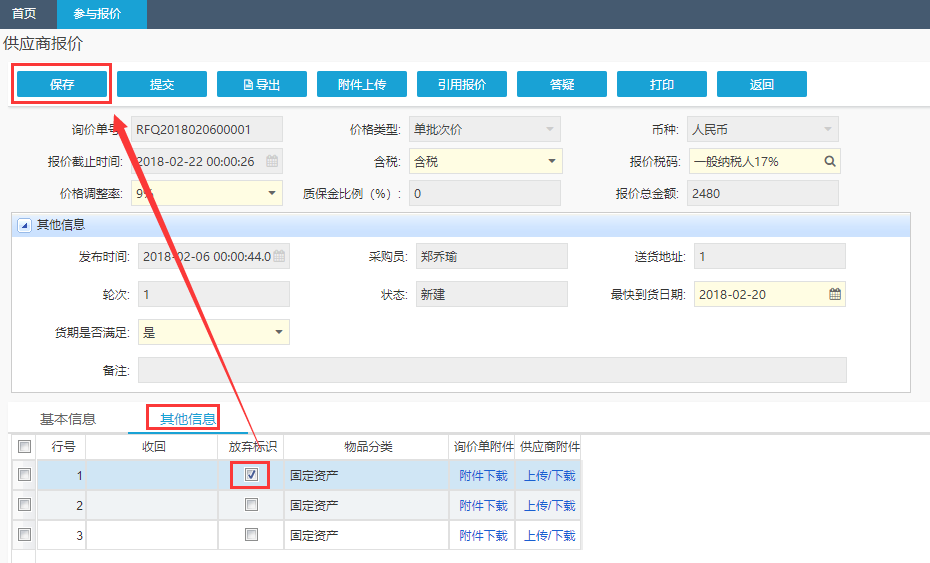 首页 参与报价
供应商报价
保存 提交 导出 附件上传 引用报价 答疑 打印 返回
询价单号 RFQ2018020600001 价格类型: 单批次价 币种: 人民币
报价截止时间: 2018-02-22 00:00:26 含税: 含税 报价税码: 一般纳税人17%
价格调整率: 9% 质保金比例（%）: 0 报价总金额: 2480
其他信息
发布时间: 2018-02-06 00:00:44.0 采购员: 郑乔瑜 送货地址: 1
轮次: 1 状态: 新建 最快到货日期: 2018-02-20
货期是否满足: 是
备注:
基本信息 其他信息
行号 收回 放弃标识 物品分类 询价单附件 供应商附件
1 固定资产 附件下载 上传/下载
2 固定资产 附件下载 上传/下载
3 固定资产 附件下载 上传/下载